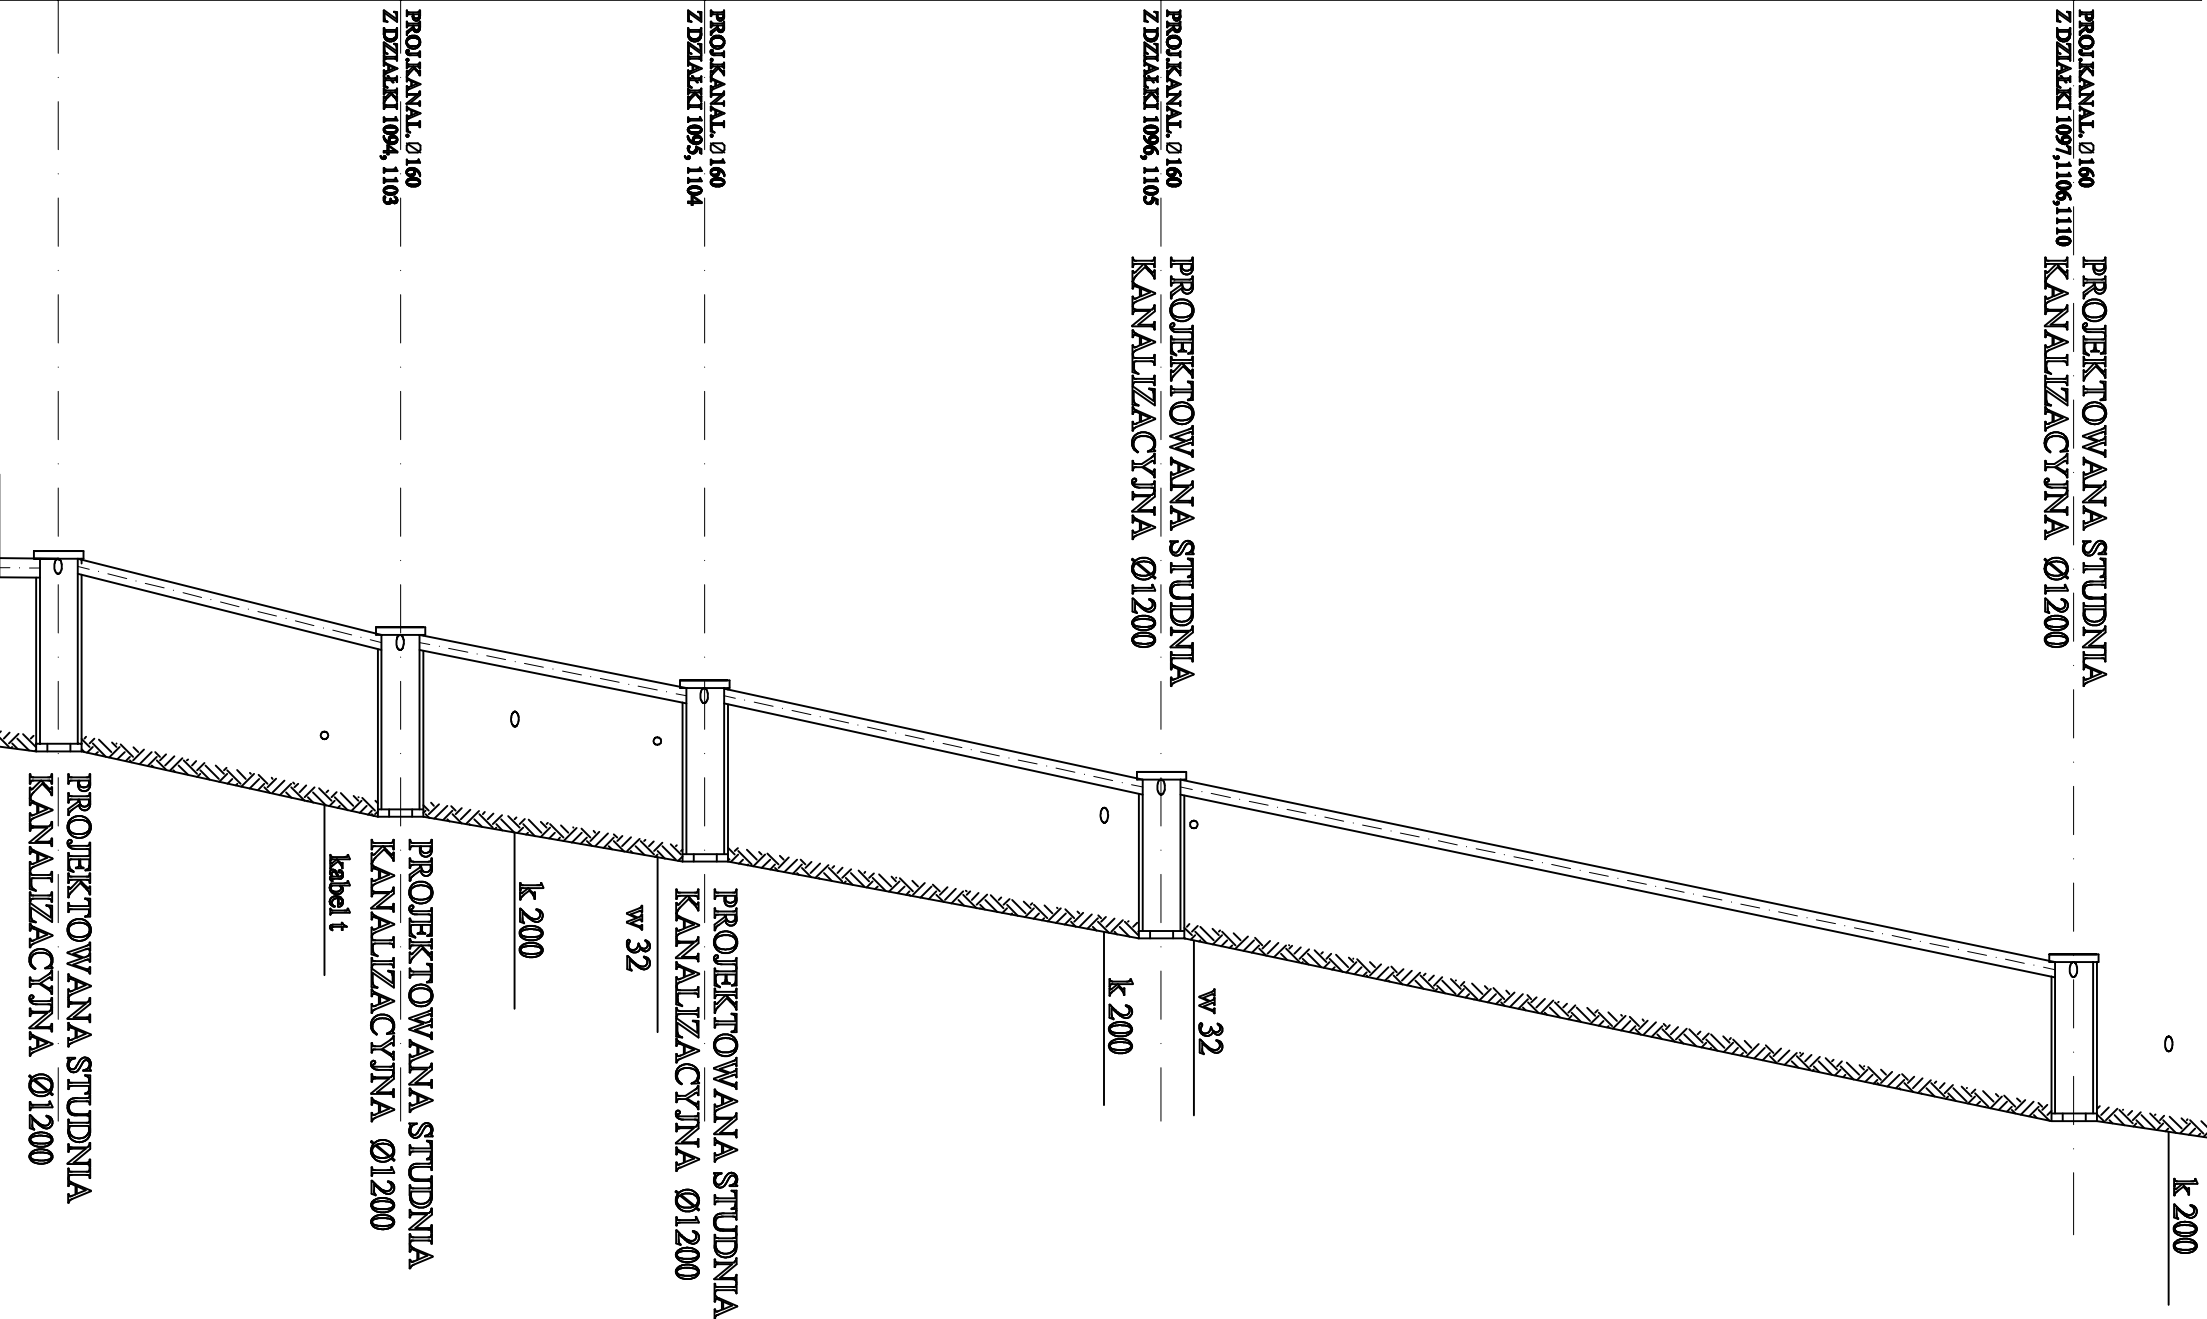 PROJ.KANAL. Ø160
Z DZIAŁKI 1094, 1103
PROJ.KANAL. Ø160
Z DZIAŁKI 1095, 1104
PROJ.KANAL. Ø160
Z DZIAŁKI 1096, 1105
PROJ.KANAL. Ø160
Z DZIAŁKI 1097,1106,1110
PROJEKTOWANA STUDNIA
KANALIZACYJNA Ø1200
PROJEKTOWANA STUDNIA
KANALIZACYJNA Ø1200
PROJEKTOWANA STUDNIA
KANALIZACYJNA Ø1200
kabel t
PROJEKTOWANA STUDNIA
KANALIZACYJNA Ø1200
k 200
w 32
PROJEKTOWANA STUDNIA
KANALIZACYJNA Ø1200
k 200
w 32
k 200